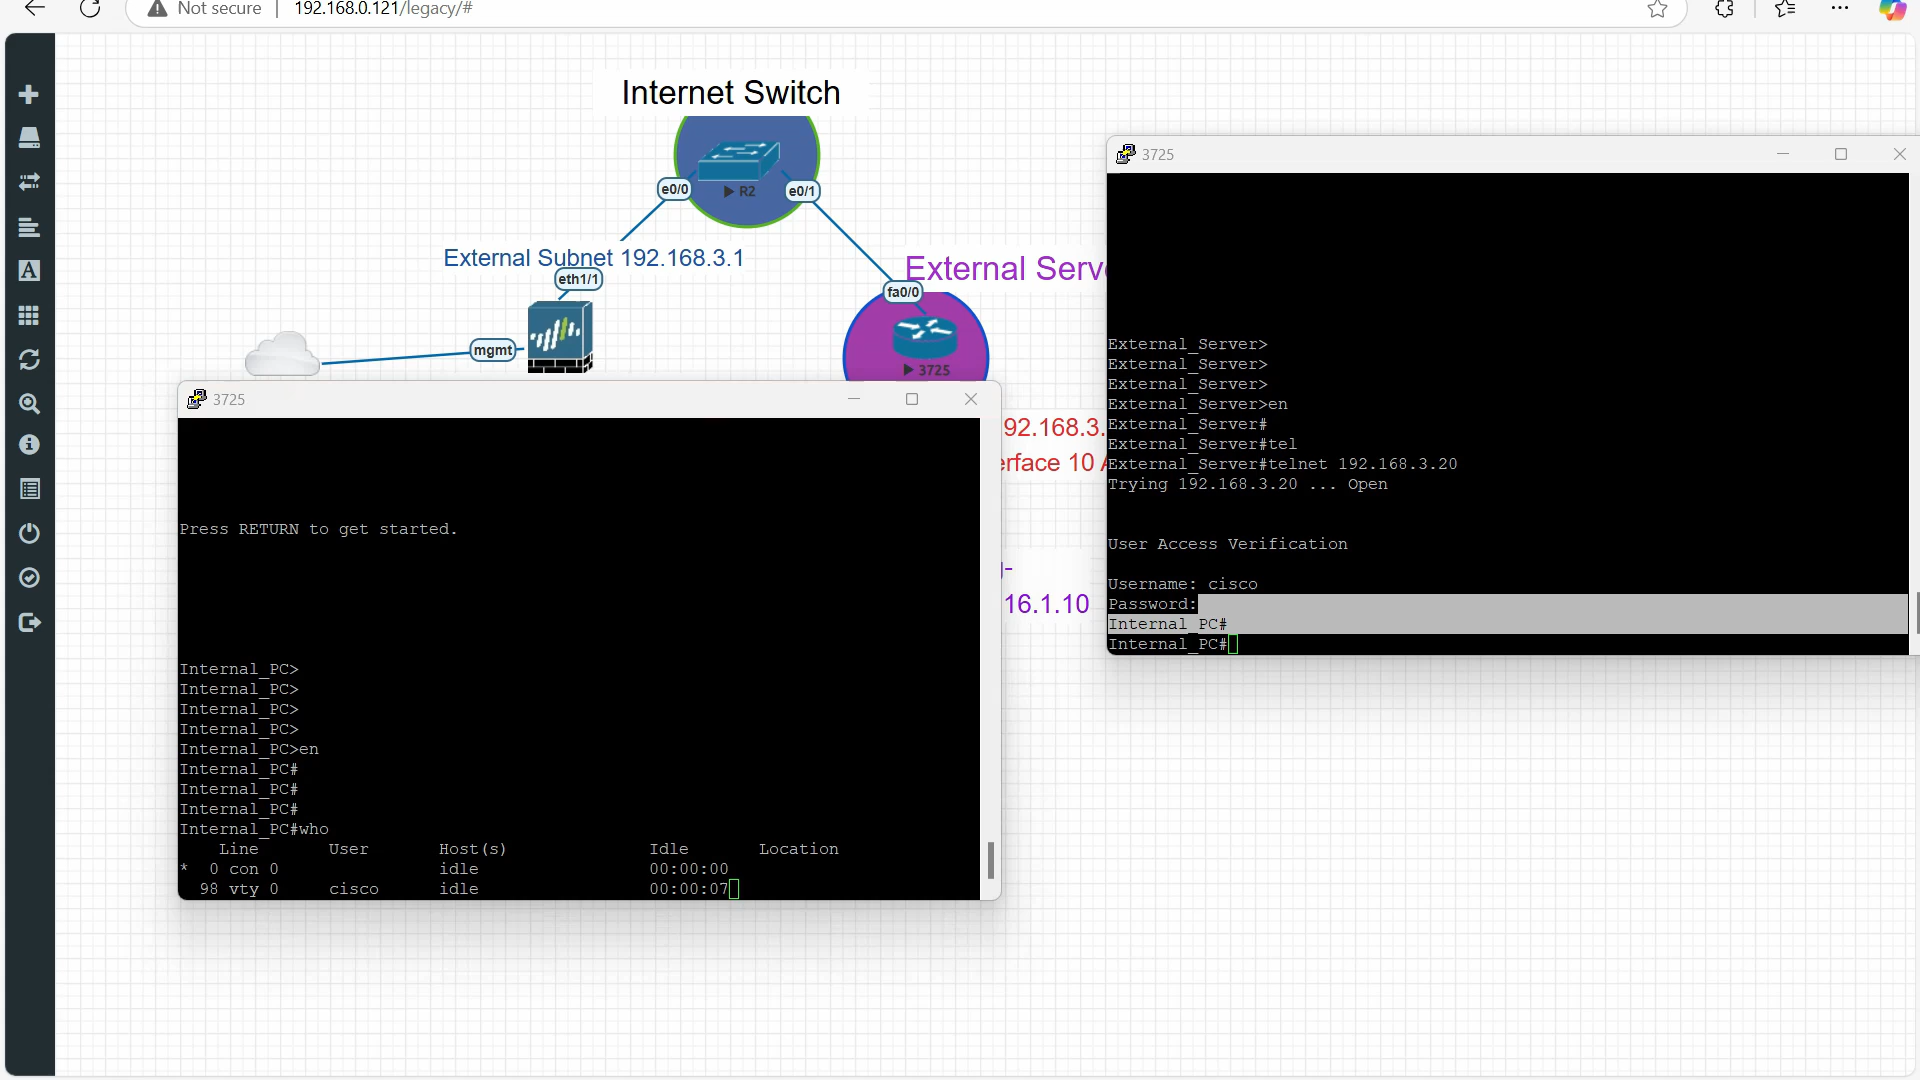 Not secure
192.168.0.121/legacy/#
Internet Switch
R2
e0/0
e0/1
External Subnet 192.168.3.1
eth1/1
mgmt
External Serv
fa0/0
3725
92.168.3.
erface 10 A
16.1.10
3725
Press RETURN to get started.
Internal_PC>
Internal_PC>
Internal_PC>
Internal_PC>
Internal_PC>en
Internal_PC#
Internal_PC#
Internal_PC#
Internal_PC#who
Line User Host(s) Idle Location
* 0 con 0 idle 00:00:00
98 vty 0 cisco idle 00:00:07
3725
External_Server>
External_Server>
External_Server>
External_Server>en
External_Server#
External_Server#tel
External_Server#telnet 192.168.3.20
Trying 192.168.3.20 ... Open
User Access Verification
Username: cisco
Password:
Internal_PC#
Internal_PC#